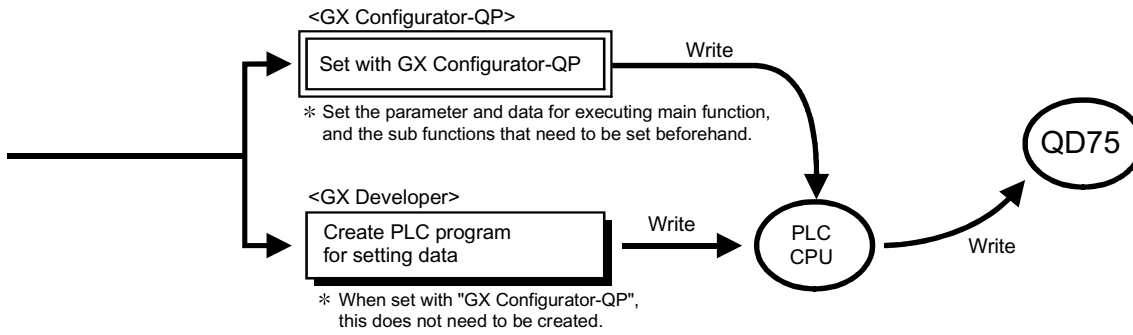 <GX Configurator-QP>
Set with GX Configurator-QP
Write
* Set the parameter and data for executing main function,
and the sub functions that need to be set beforehand.
QD75
<GX Developer>
Create PLC program
for setting data
Write
PLC
CPU
Write
* When set with "GX Configurator-QP",
this does not need to be created.